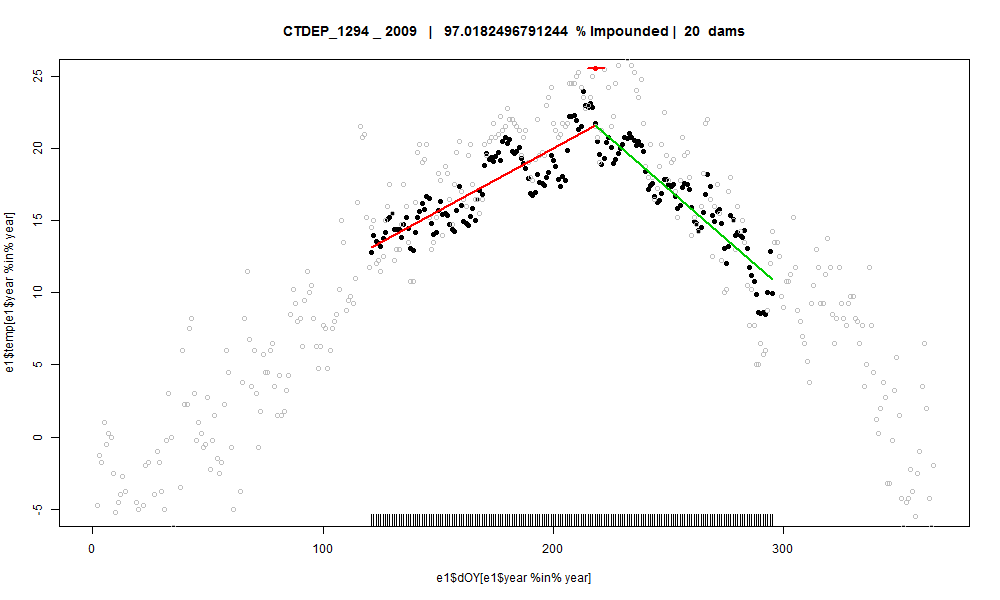 CTDEP_1294 _ 2009 | 97.0182496791244 % Impounded | 20 dams
e1$temp[e1$year %in% year]
25
20
15
10
5
0
-5
0 100 200 300
e1$dOY[e1$year %in% year]